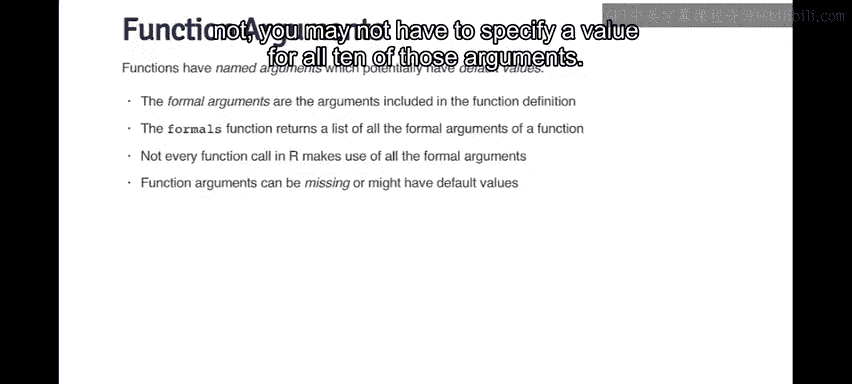 Function Arguments
not, you may not have to specify a value
for all ten of those arguments.
Functions have named arguments which potentially have default values.
· The formal arguments are the arguments included in the function definition
· The formals function returns a list of all the formal arguments of a function
· Not every function call in R makes use of all the formal arguments
· Function arguments can be missing or might have default values